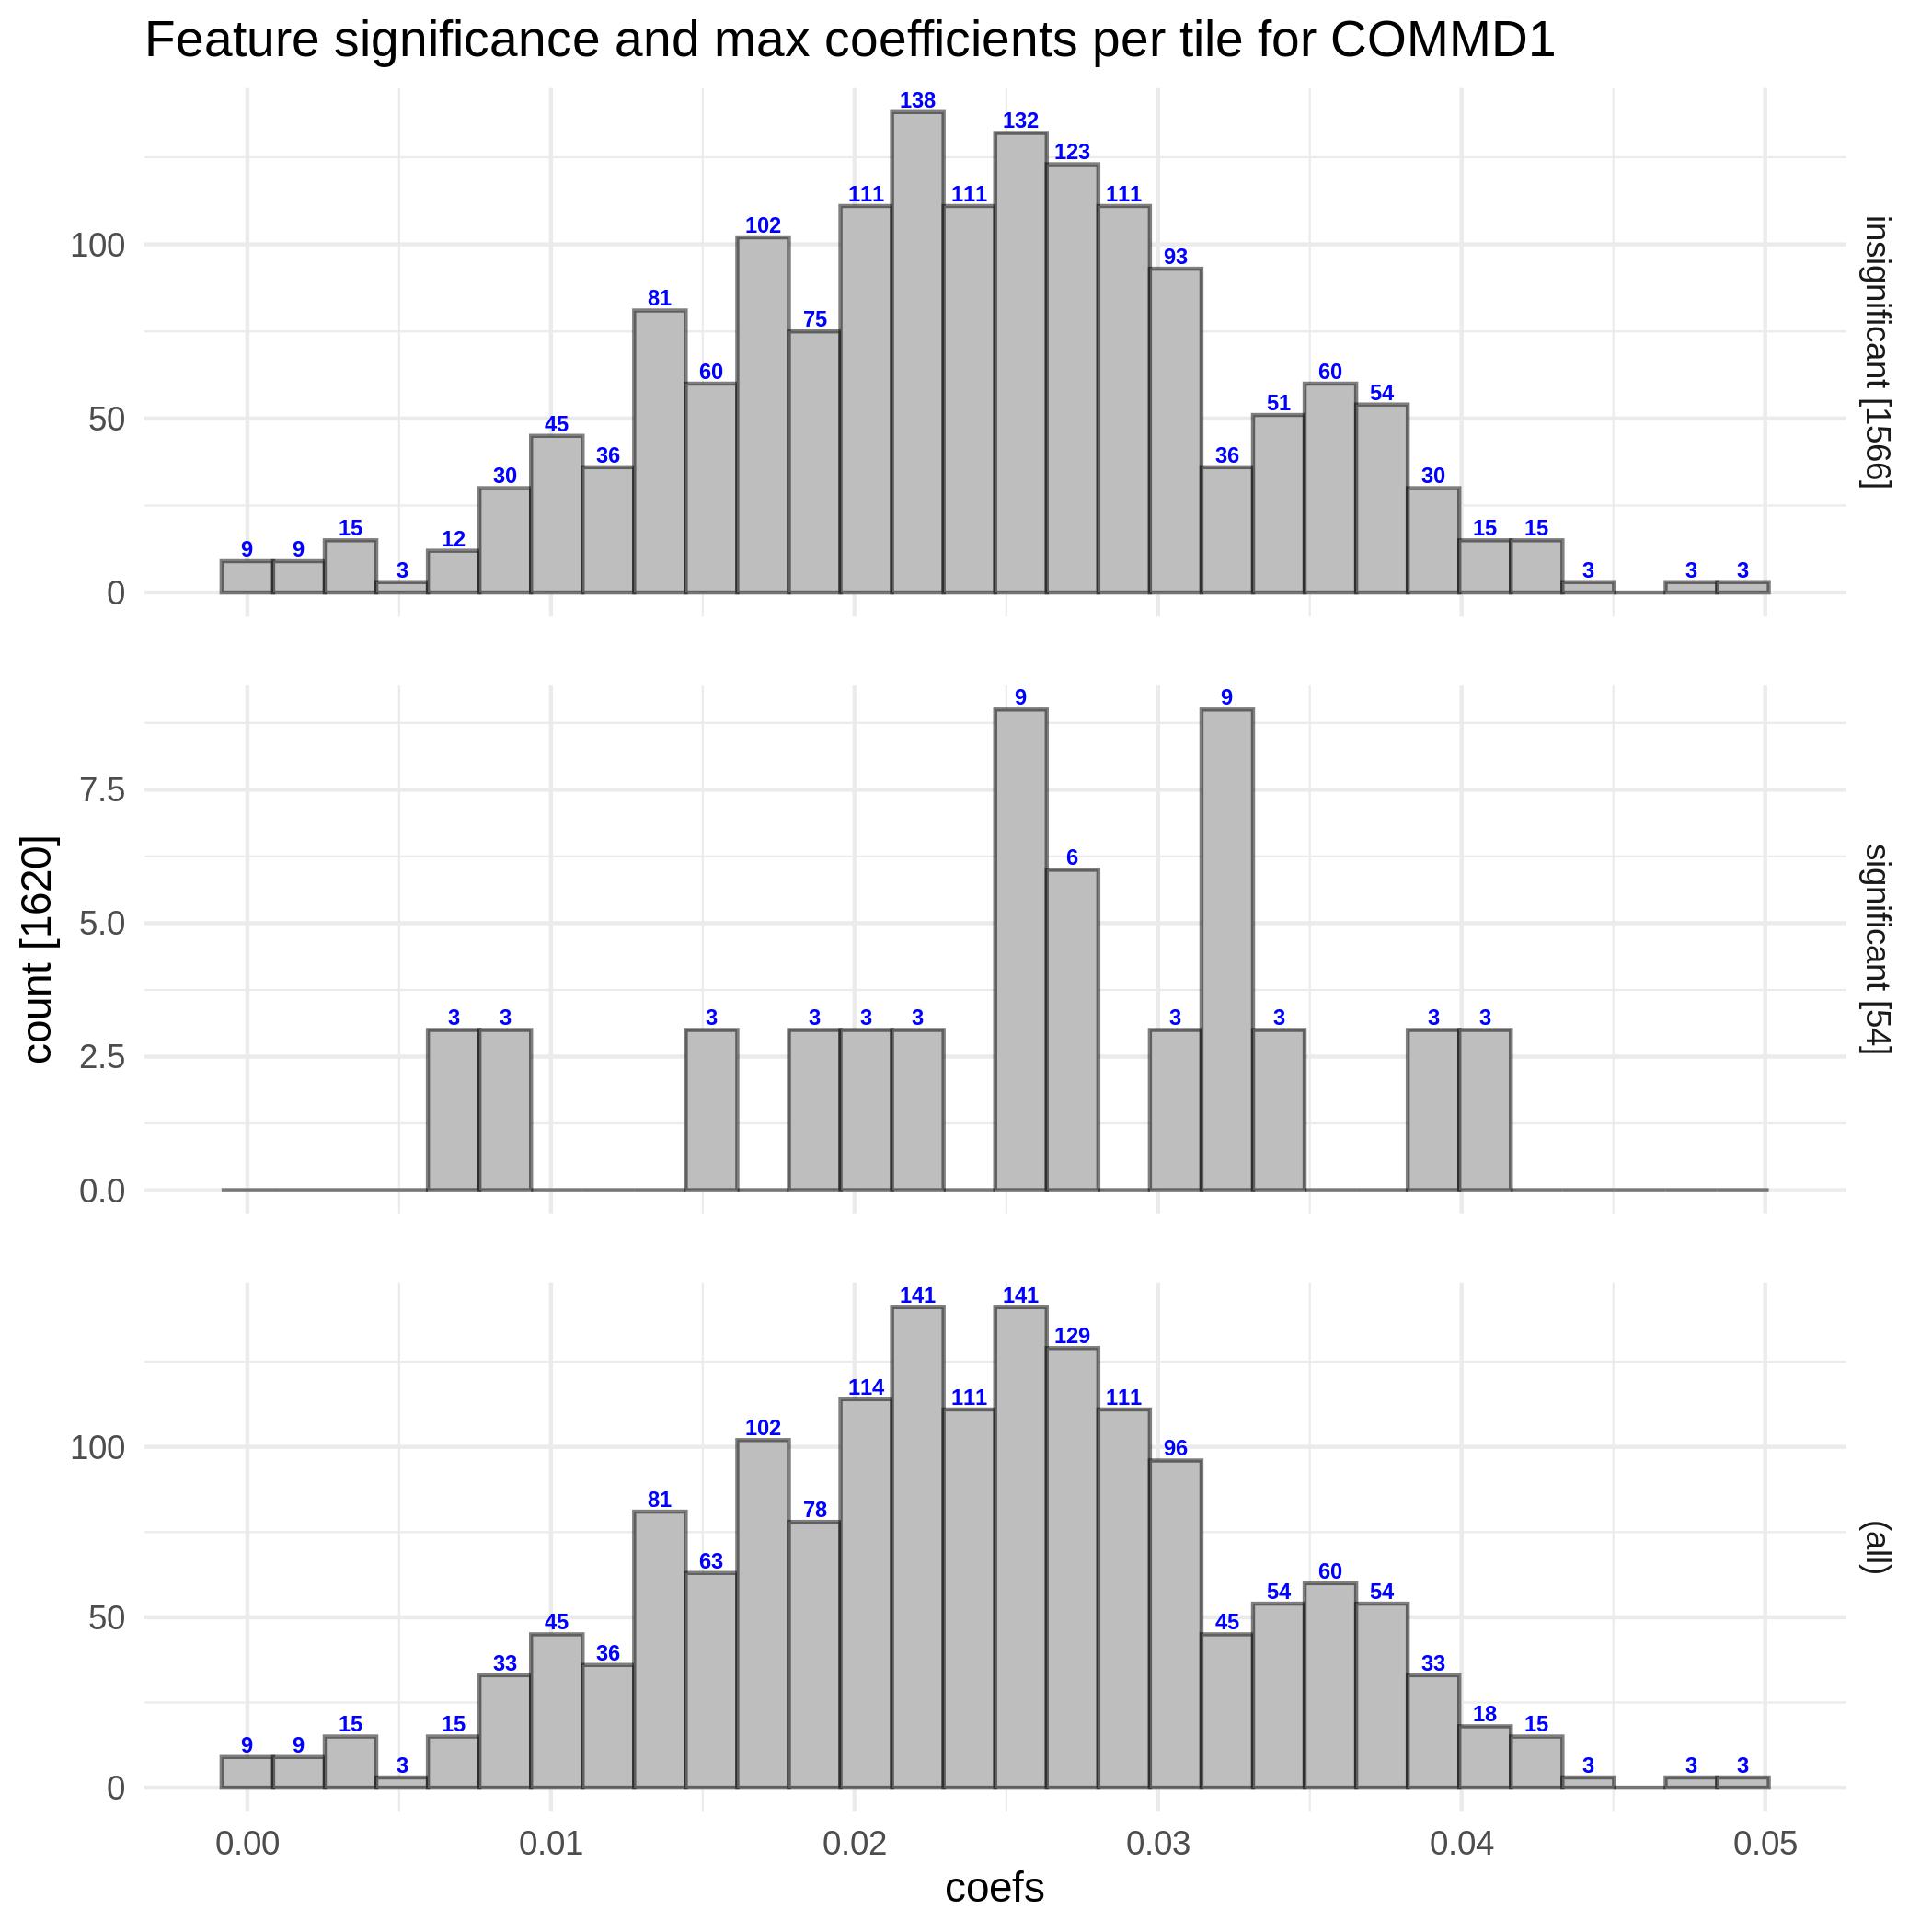 Feature significance and max coefficients per tile for COMMD1
138
132
123
111 111 111
102
93
81
75
60 60
54
51
45
36 36
30 30
15 12 15 15
9 9 3 3 3 3
100
50
0
insignificant [1566]
9 9
6
3 3 3 3 3 3 3 3 3 3
7.5
5.0
2.5
0.0
significant [54]
count [1620]
141 141
129
114 111 111
102
96
81
78
63
60
54 54
45 45
36
33 33
15 15 18 15
9 9 3 3 3 3
100
50
0
(all)
0.00 0.01 0.02 0.03 0.04 0.05
coefs